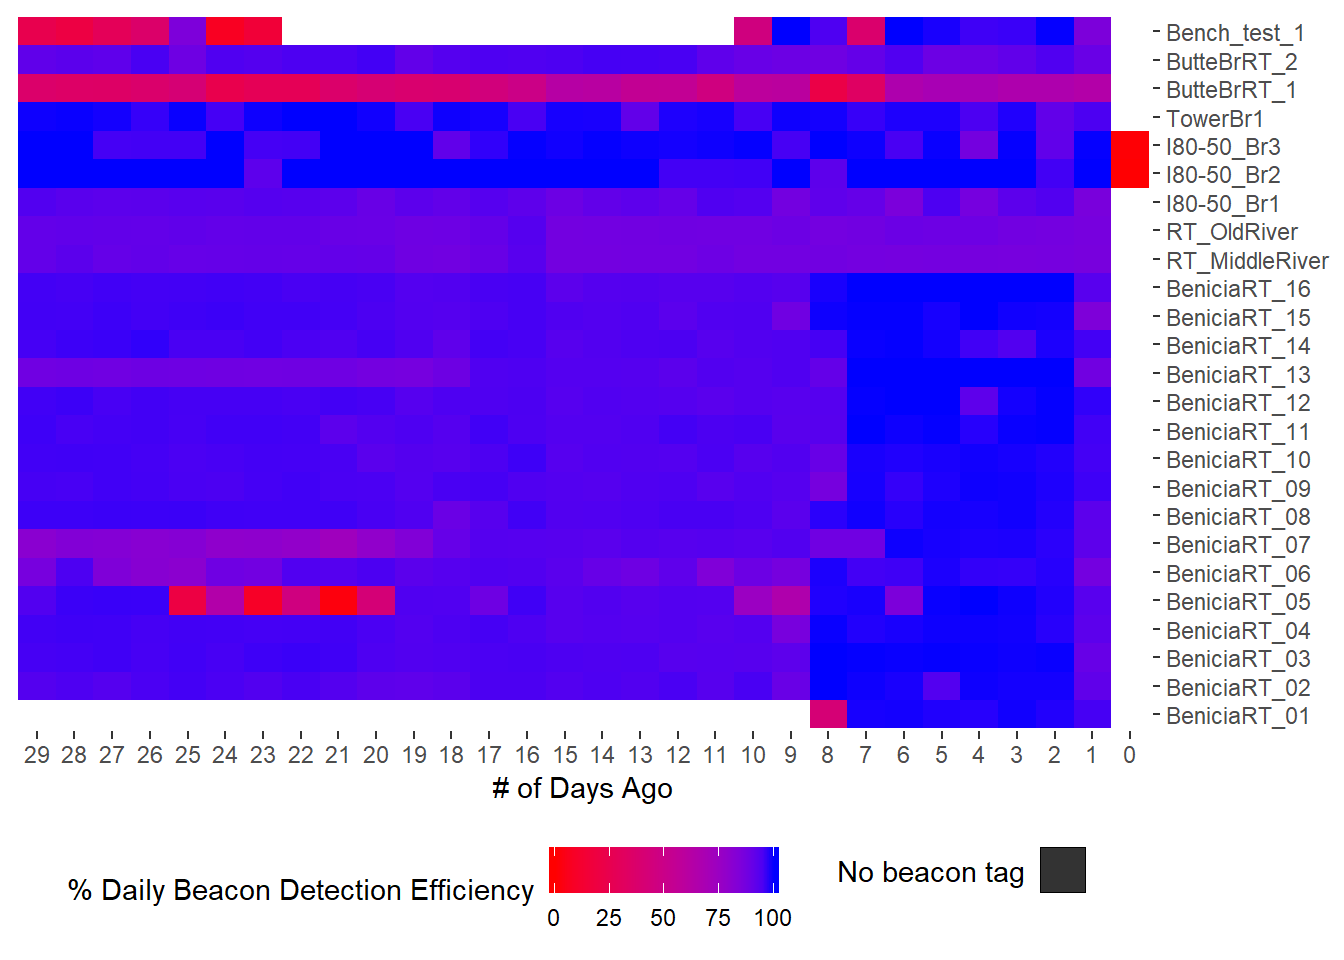 Bench_test_1
ButteBrRT_2
ButteBrRT_1
TowerBr1
I80-50_Br3
I80-50_Br2
I80-50_Br1
RT_OldRiver
RT_MiddleRiver
BeniciaRT_16
BeniciaRT_15
BeniciaRT_14
BeniciaRT_13
BeniciaRT_12
BeniciaRT_11
BeniciaRT_10
BeniciaRT_09
BeniciaRT_08
BeniciaRT_07
BeniciaRT_06
BeniciaRT_05
BeniciaRT_04
BeniciaRT_03
BeniciaRT_02
BeniciaRT_01
29 28 27 26 25 24 23 22 21 20 19 18 17 16 15 14 13 12 11 10 9 8 7 6 5 4 3 2 1 0
# of Days Ago
% Daily Beacon Detection Efficiency
0 25 50 75 100
No beacon tag